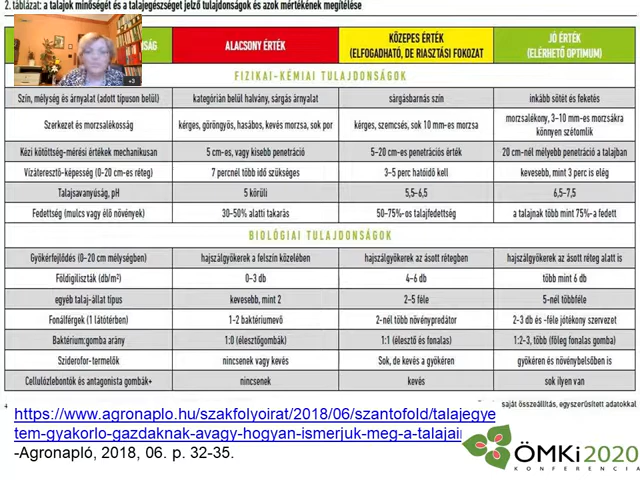 2. táblázat: a talajok minőségét és a talajegészséget jelző tulajdonságok és azok mértékének megítélése
ALACSONY ÉRTÉK
KÖZEPES ÉRTÉK
(ELFOGADHATÓ, DE RIASZTÁSI FOKOZAT
JÓ ÉRTÉK
(ELÉRHETŐ OPTIMUM)
+3
FIZIKAI-KÉMIAI TULAJDONSÁGOK
Szín, mélység és árnyalat (adott típuson belül) kategórián belül halvány, sárgás árnyalat sárgásbarnás szín inkább sötét és feketés
Szerkezet és morzsalékosság kérges, göröngyös, hasábos, kevés morzsa, sok por kérges, szemcsés, sok 10 mm-es morzsa morzsalékony, 3-10 mm-es morzsákra
könnyen szétomlik
Kézi kötöttség-mérési értékek mechanikusan 5 cm-es, vagy kisebb penetráció 5-20 cm-es penetrációs érték 20 cm-nél mélyebb penetráció a talajban
Vízáteresztő-képesség (0-20 cm-es réteg) 7 percnél több idő szükséges 3-5 perc hatóidő kell kevesebb, mint 3 perc is elég
Talajsavanyúság, pH 5 körüli 5,5-6,5 6,5-7,5
Fedettség (mulcs vagy élő növények) 30-50% alatti takarás 50-75%-os talajfedettség a talajnak több mint 75%-a fedett
BIOLÓGIAI TULAJDONSÁGOK
Gyökérfejlődés (0-20 cm mélységben) hajszálgyökerek a felszín közelében hajszálgyökerek az ásott rétegben hajszálgyökerek az ásott réteg alatt is
Földigiliszták (db/m²) 0-3 db 4-6 db több mint 6 db
egyéb talaj-állat típus kevesebb, mint 2 2-5 féle 5-nél többféle
Fonálférgek (1 látótérben) 1-2 baktériumevő 2-nél több növénypredátor 2-3 db és -féle jótékony szervezet
Baktérium:gomba arány 1:0 (élesztőgombák) 1:1 (élesztő és fonalas) 1:2-3, több (főleg fonalas gomba)
Sziderofor-termelők nincsenek vagy kevés Sok, de kevés a gyökéren gyökéren és növénybelsőben is
Cellulózlebontók és antagonista gombák+ nincsenek kevés sok ilyen van
saját összeállítás, egyszerűsített adatokkal
https://www.agronaplo.hu/szakfolyoirat/2018/06/szantofold/talajegye
tem-gyakorlo-gazdaknak-avagy-hogyan-ismerjuk-meg-a-talajain
-Agronapló, 2018, 06. p. 32-35.
ÖMKi2020
KONFERENCIA